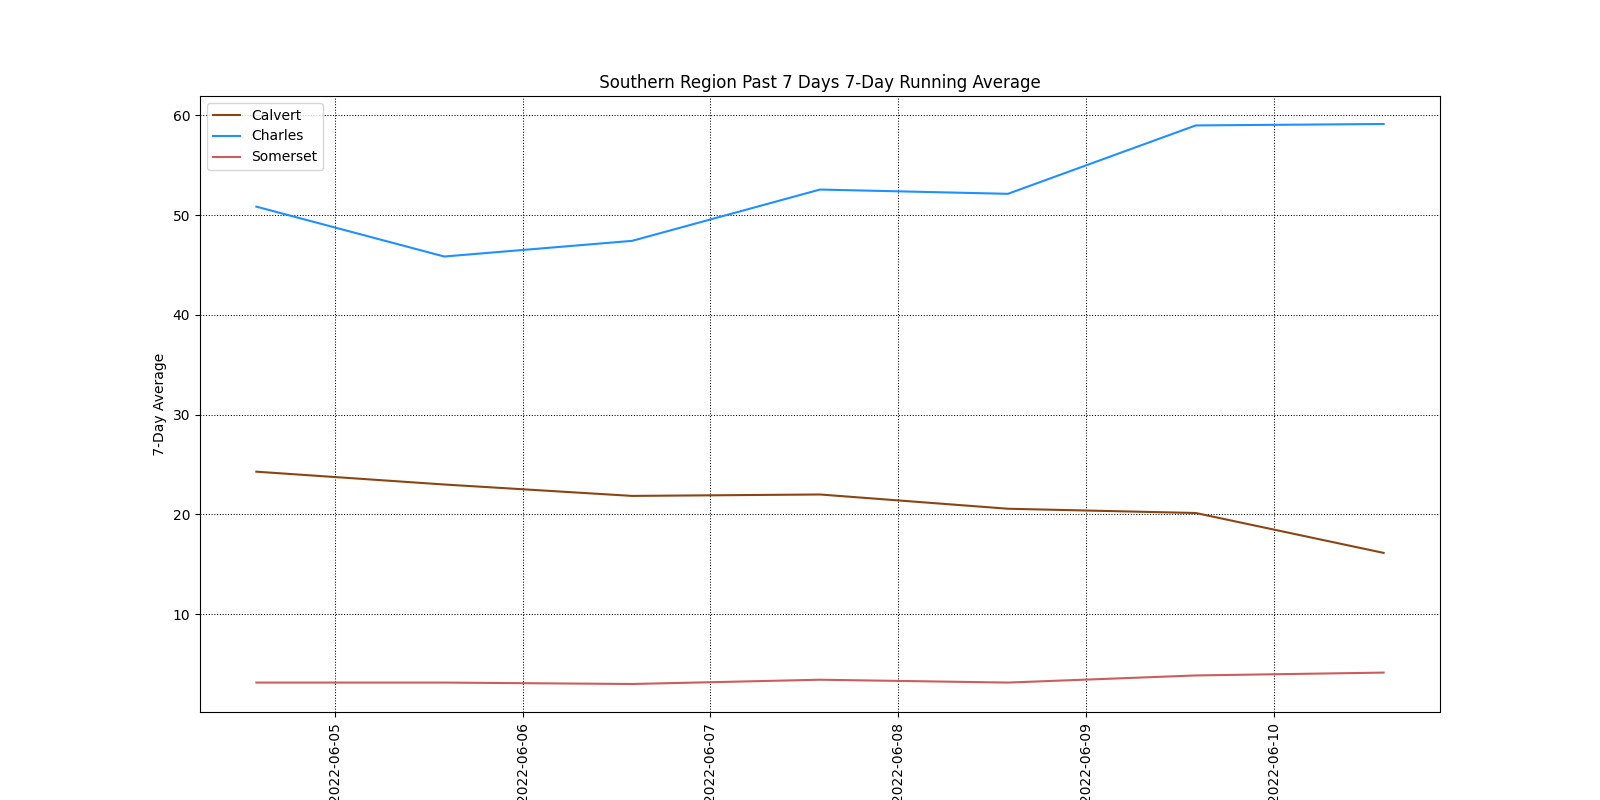 Southern Region Past 7 Days 7-Day Running Average
Calvert
Charles
Somerset
60
50
40
30
20
10
7-Day Average
2022-06-05
2022-06-06
2022-06-07
2022-06-08
2022-06-09
2022-06-10